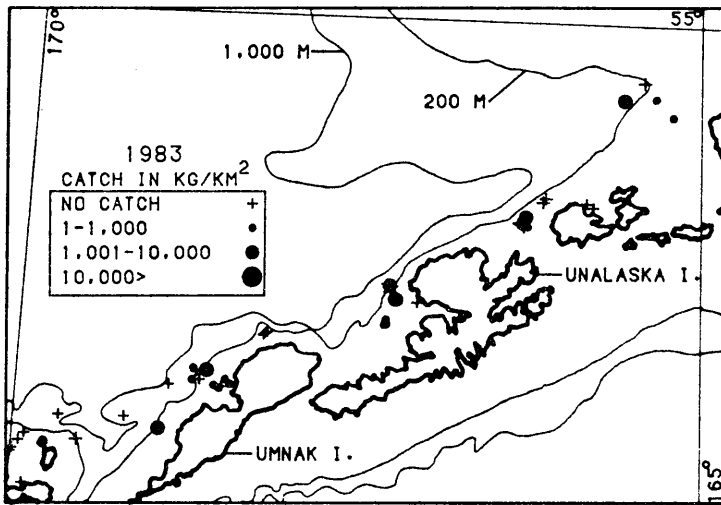 170°
55°
1,000 M
200 M
1983
CATCH IN KG/KM²
NO CATCH +
1-1,000
1,001-10,000
10,000>
UNALASKA I.
UMNAK I.
165°